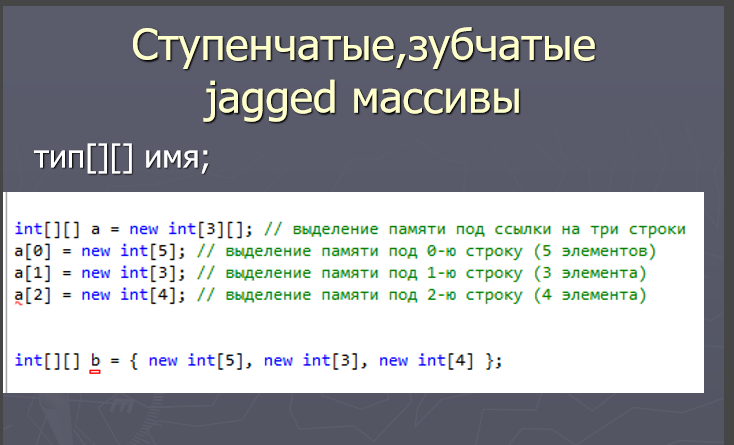 Ступенчатые,зубчатые
jagged массивы
тип[][] имя;
int[][] a = new int[3][]; // выделение памяти под ссылки на три строки
a[0] = new int[5]; // выделение памяти под 0-ю строку (5 элементов)
a[1] = new int[3]; // выделение памяти под 1-ю строку (3 элемента)
a[2] = new int[4]; // выделение памяти под 2-ю строку (4 элемента)
int[][] b = { new int[5], new int[3], new int[4] };